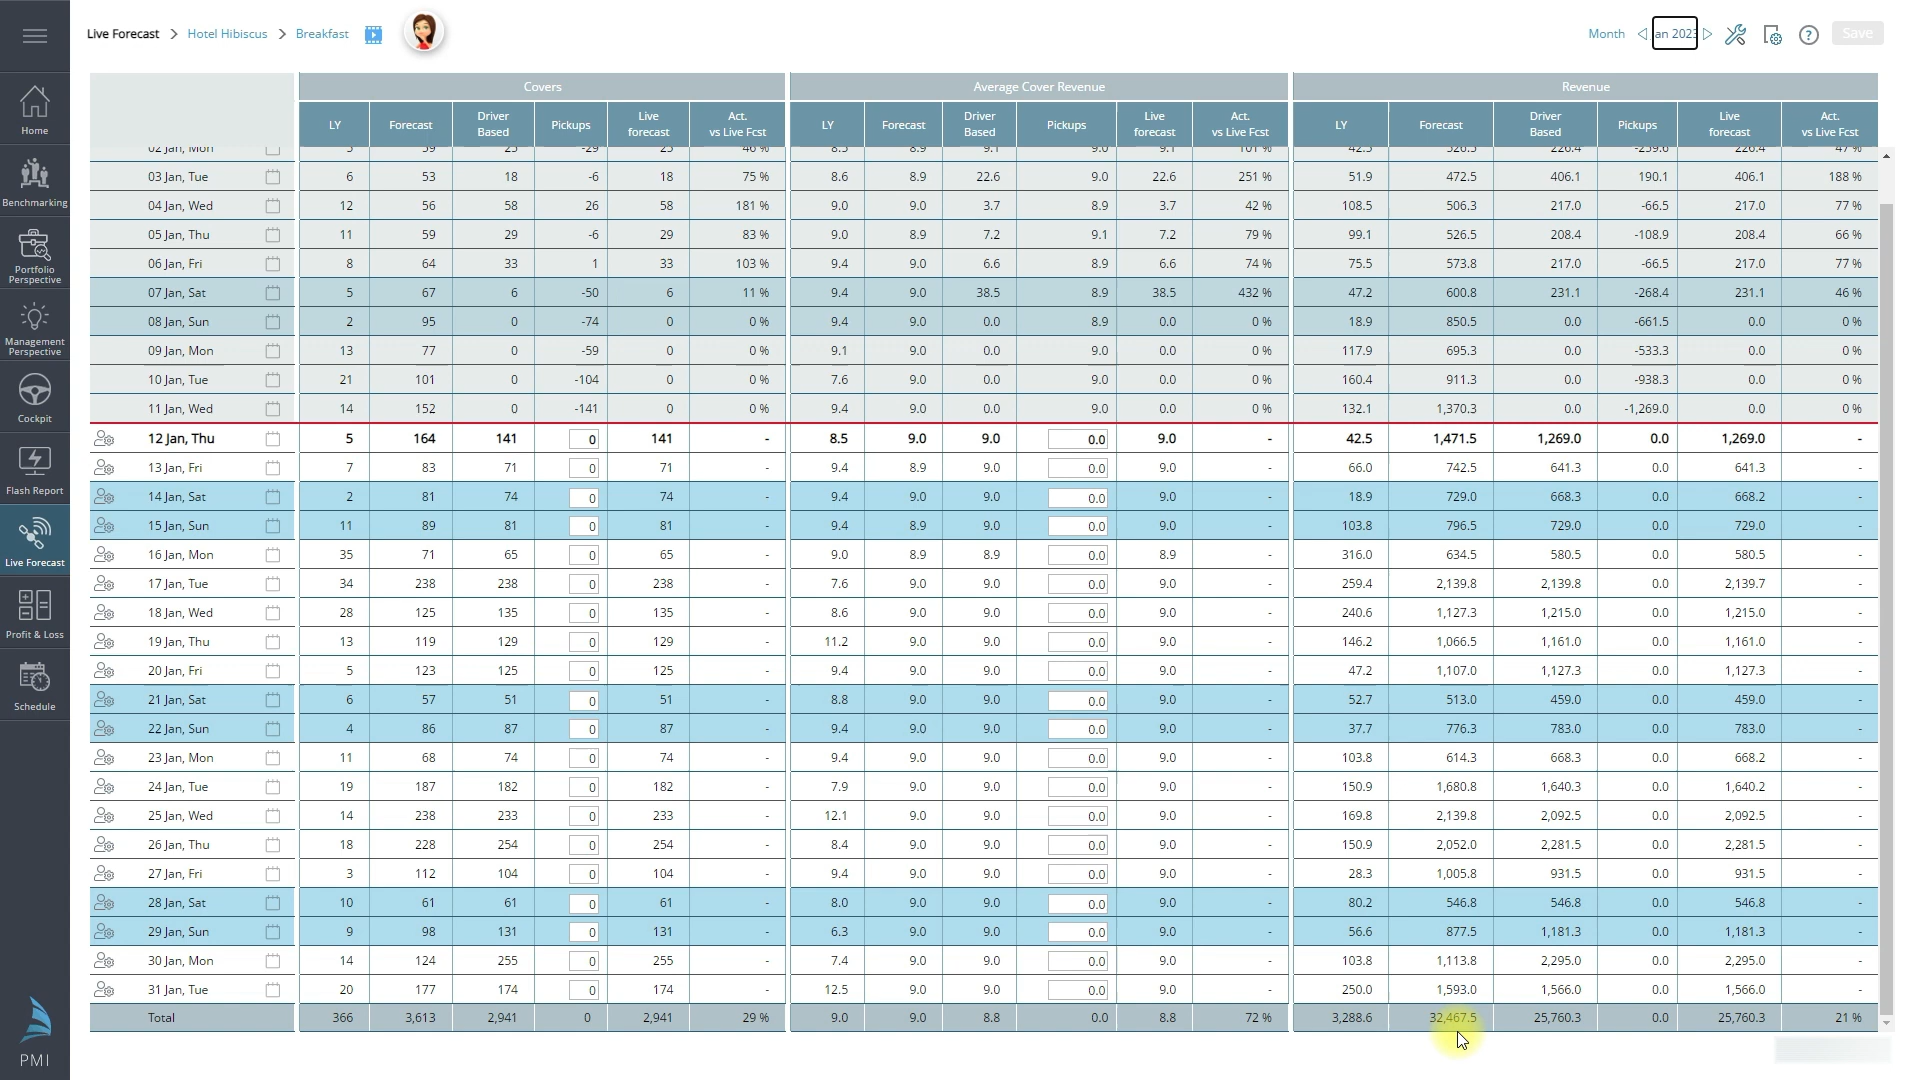 Live Forecast > Hotel Hibiscus > Breakfast
Month an 2023 ? Save
Covers Average Cover Revenue Revenue
LY Forecast Driver Based Pickups Live forecast Act. vs Live Fcst LY Forecast Driver Based Pickups Live forecast Act. vs Live Fcst LY Forecast Driver Based Pickups Live forecast Act. vs Live Fcst
02 Jan, Mon 5 59 25 -29 25 46 % 8.5 8.9 9.1 9.0 9.1 101 % 42.5 526.5 226.4 -259.6 226.4 47 %
03 Jan, Tue 6 53 18 -6 18 75 % 8.6 8.9 22.6 9.0 22.6 251 % 51.9 472.5 406.1 190.1 406.1 188 %
04 Jan, Wed 12 56 58 26 58 181 % 9.0 9.0 3.7 8.9 3.7 42 % 108.5 506.3 217.0 -66.5 217.0 77 %
05 Jan, Thu 11 59 29 -6 29 83 % 9.0 8.9 7.2 9.1 7.2 79 % 99.1 526.5 208.4 -108.9 208.4 66 %
06 Jan, Fri 8 64 33 1 33 103 % 9.4 9.0 6.6 8.9 6.6 74 % 75.5 573.8 217.0 -66.5 217.0 77 %
07 Jan, Sat 5 67 6 -50 6 11 % 9.4 9.0 38.5 8.9 38.5 432 % 47.2 600.8 231.1 -268.4 231.1 46 %
08 Jan, Sun 2 95 0 -74 0 0 % 9.4 9.0 0.0 8.9 0.0 0 % 18.9 850.5 0.0 -661.5 0.0 0 %
09 Jan, Mon 13 77 0 -59 0 0 % 9.1 9.0 0.0 9.0 0.0 0 % 117.9 695.3 0.0 -533.3 0.0 0 %
10 Jan, Tue 21 101 0 -104 0 0 % 7.6 9.0 0.0 9.0 0.0 0 % 160.4 911.3 0.0 -938.3 0.0 0 %
11 Jan, Wed 14 152 0 -141 0 0 % 9.4 9.0 0.0 9.0 0.0 0 % 132.1 1,370.3 0.0 -1,269.0 0.0 0 %
12 Jan, Thu 5 164 141 0 141 - 8.5 9.0 9.0 0.0 9.0 - 42.5 1,471.5 1,269.0 0.0 1,269.0 -
13 Jan, Fri 7 83 71 0 71 - 9.4 8.9 9.0 0.0 9.0 - 66.0 742.5 641.3 0.0 641.3 -
14 Jan, Sat 2 81 74 0 74 - 9.4 9.0 9.0 0.0 9.0 - 18.9 729.0 668.3 0.0 668.2 -
15 Jan, Sun 11 89 81 0 81 - 9.4 8.9 9.0 0.0 9.0 - 103.8 796.5 729.0 0.0 729.0 -
16 Jan, Mon 35 71 65 0 65 - 9.0 8.9 8.9 0.0 8.9 - 316.0 634.5 580.5 0.0 580.5 -
17 Jan, Tue 34 238 238 0 238 - 7.6 9.0 9.0 0.0 9.0 - 259.4 2,139.8 2,139.8 0.0 2,139.7 -
18 Jan, Wed 28 125 135 0 135 - 8.6 9.0 9.0 0.0 9.0 - 240.6 1,127.3 1,215.0 0.0 1,215.0 -
19 Jan, Thu 13 119 129 0 129 - 11.2 9.0 9.0 0.0 9.0 - 146.2 1,066.5 1,161.0 0.0 1,161.0 -
20 Jan, Fri 5 123 125 0 125 - 9.4 9.0 9.0 0.0 9.0 - 47.2 1,107.0 1,127.3 0.0 1,127.3 -
21 Jan, Sat 6 57 51 0 51 - 8.8 9.0 9.0 0.0 9.0 - 52.7 513.0 459.0 0.0 459.0 -
22 Jan, Sun 4 86 87 0 87 - 9.4 9.0 9.0 0.0 9.0 - 37.7 776.3 783.0 0.0 783.0 -
23 Jan, Mon 11 68 74 0 74 - 9.4 9.0 9.0 0.0 9.0 - 103.8 614.3 668.3 0.0 668.2 -
24 Jan, Tue 19 187 182 0 182 - 7.9 9.0 9.0 0.0 9.0 - 150.9 1,680.8 1,640.3 0.0 1,640.2 -
25 Jan, Wed 14 238 233 0 233 - 12.1 9.0 9.0 0.0 9.0 - 169.8 2,139.8 2,092.5 0.0 2,092.5 -
26 Jan, Thu 18 228 254 0 254 - 8.4 9.0 9.0 0.0 9.0 - 150.9 2,052.0 2,281.5 0.0 2,281.5 -
27 Jan, Fri 3 112 104 0 104 - 9.4 9.0 9.0 0.0 9.0 - 28.3 1,005.8 931.5 0.0 931.5 -
28 Jan, Sat 10 61 61 0 61 - 8.0 9.0 9.0 0.0 9.0 - 80.2 546.8 546.8 0.0 546.8 -
29 Jan, Sun 9 98 131 0 131 - 6.3 9.0 9.0 0.0 9.0 - 56.6 877.5 1,181.3 0.0 1,181.3 -
30 Jan, Mon 14 124 255 0 255 - 7.4 9.0 9.0 0.0 9.0 - 103.8 1,113.8 2,295.0 0.0 2,295.0 -
31 Jan, Tue 20 177 174 0 174 - 12.5 9.0 9.0 0.0 9.0 - 250.0 1,593.0 1,566.0 0.0 1,566.0 -
Total 366 3,613 2,941 0 2,941 29 % 9.0 9.0 8.8 0.0 8.8 72 % 3,288.6 32,467.5 25,760.3 0.0 25,760.3 21 %
Home
Benchmarking
Portfolio
Perspective
Management
Perspective
Cockpit
Flash Report
Live Forecast
Profit & Loss
Schedule
PMI